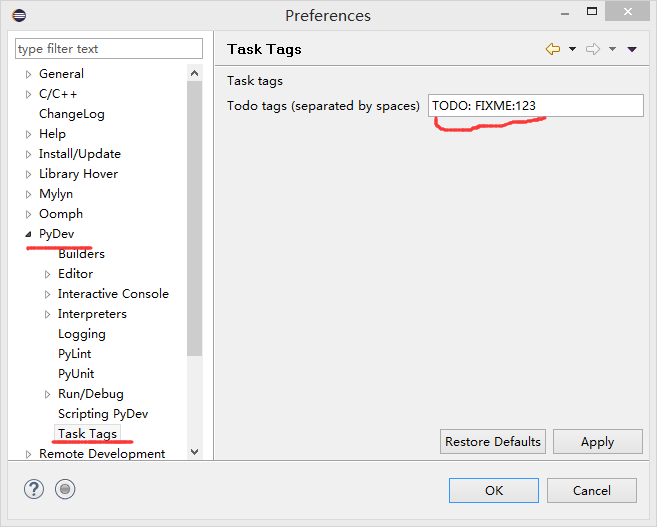 Preferences
type filter text
General
C/C++
ChangeLog
Help
Install/Update
Library Hover
Mylyn
Oomph
PyDev
Builders
Editor
Interactive Console
Interpreters
Logging
PyLint
PyUnit
Run/Debug
Scripting PyDev
Task Tags
Remote Development
Task Tags
Task tags
Todo tags (separated by spaces) TODO: FIXME:123
Restore Defaults Apply
OK Cancel